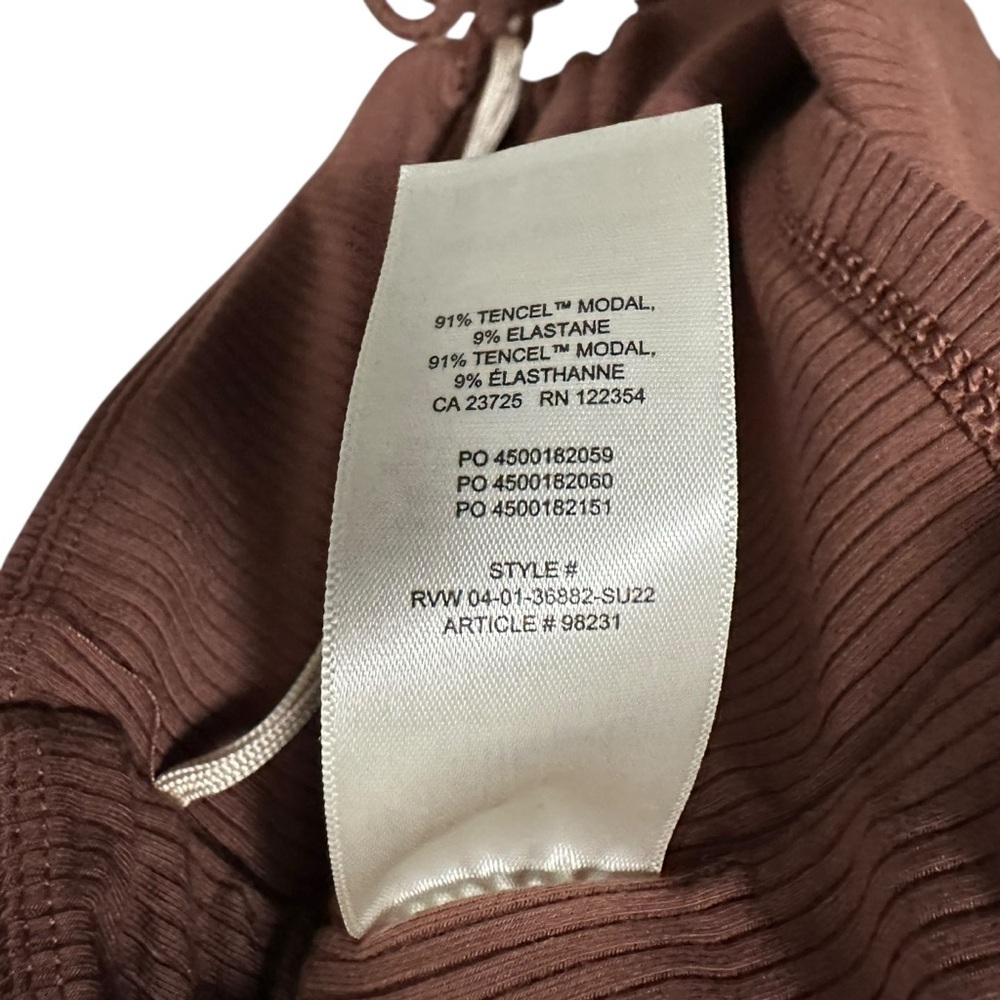 91% TENCEL™ MODAL,
9% ELASTANE
91% TENCEL™ MODAL,
9% ÉLASTHANNE
CA 23725 RN 122354
PO 4500182059
PO 4500182060
PO 4500182151
STYLE #
RVW 04-01-36882-SU22
ARTICLE # 98231